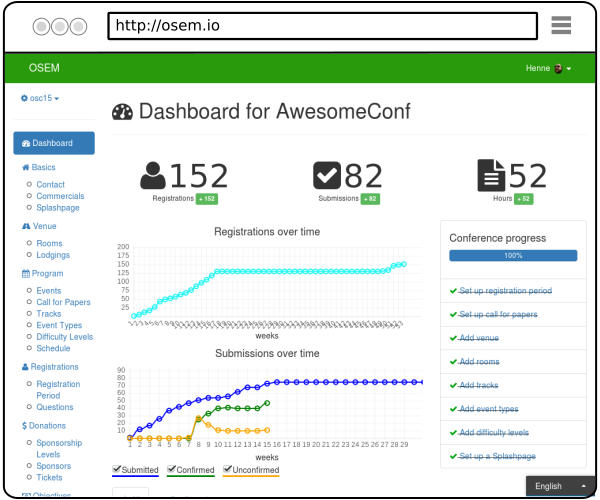 http://osem.io
OSEM
Henne
osc15
Dashboard for AwesomeConf
Dashboard
Basics
Contact
Commercials
Splashpage
Venue
Rooms
Lodgings
Program
Events
Call for Papers
Tracks
Event Types
Difficulty Levels
Schedule
Registrations
Registration
Period
Questions
Donations
Sponsorship
Levels
Sponsors
Tickets
Objectives
152
Registrations + 152
82
Submissions + 82
52
Hours + 52
Registrations over time
200
175
150
125
100
75
50
25
weeks
Submissions over time
90
80
70
60
50
40
30
20
10
1 2 3 4 5 6 7 8 9 10 11 12 13 14 15 16 17 18 19 20 21 22 23 24 25 26 27 28 29
weeks
Submitted Confirmed Unconfirmed
Conference progress
100%
Set up registration period
Set up call for papers
Add venue
Add rooms
Add tracks
Add event types
Add difficulty levels
Set up a Splashpage
English